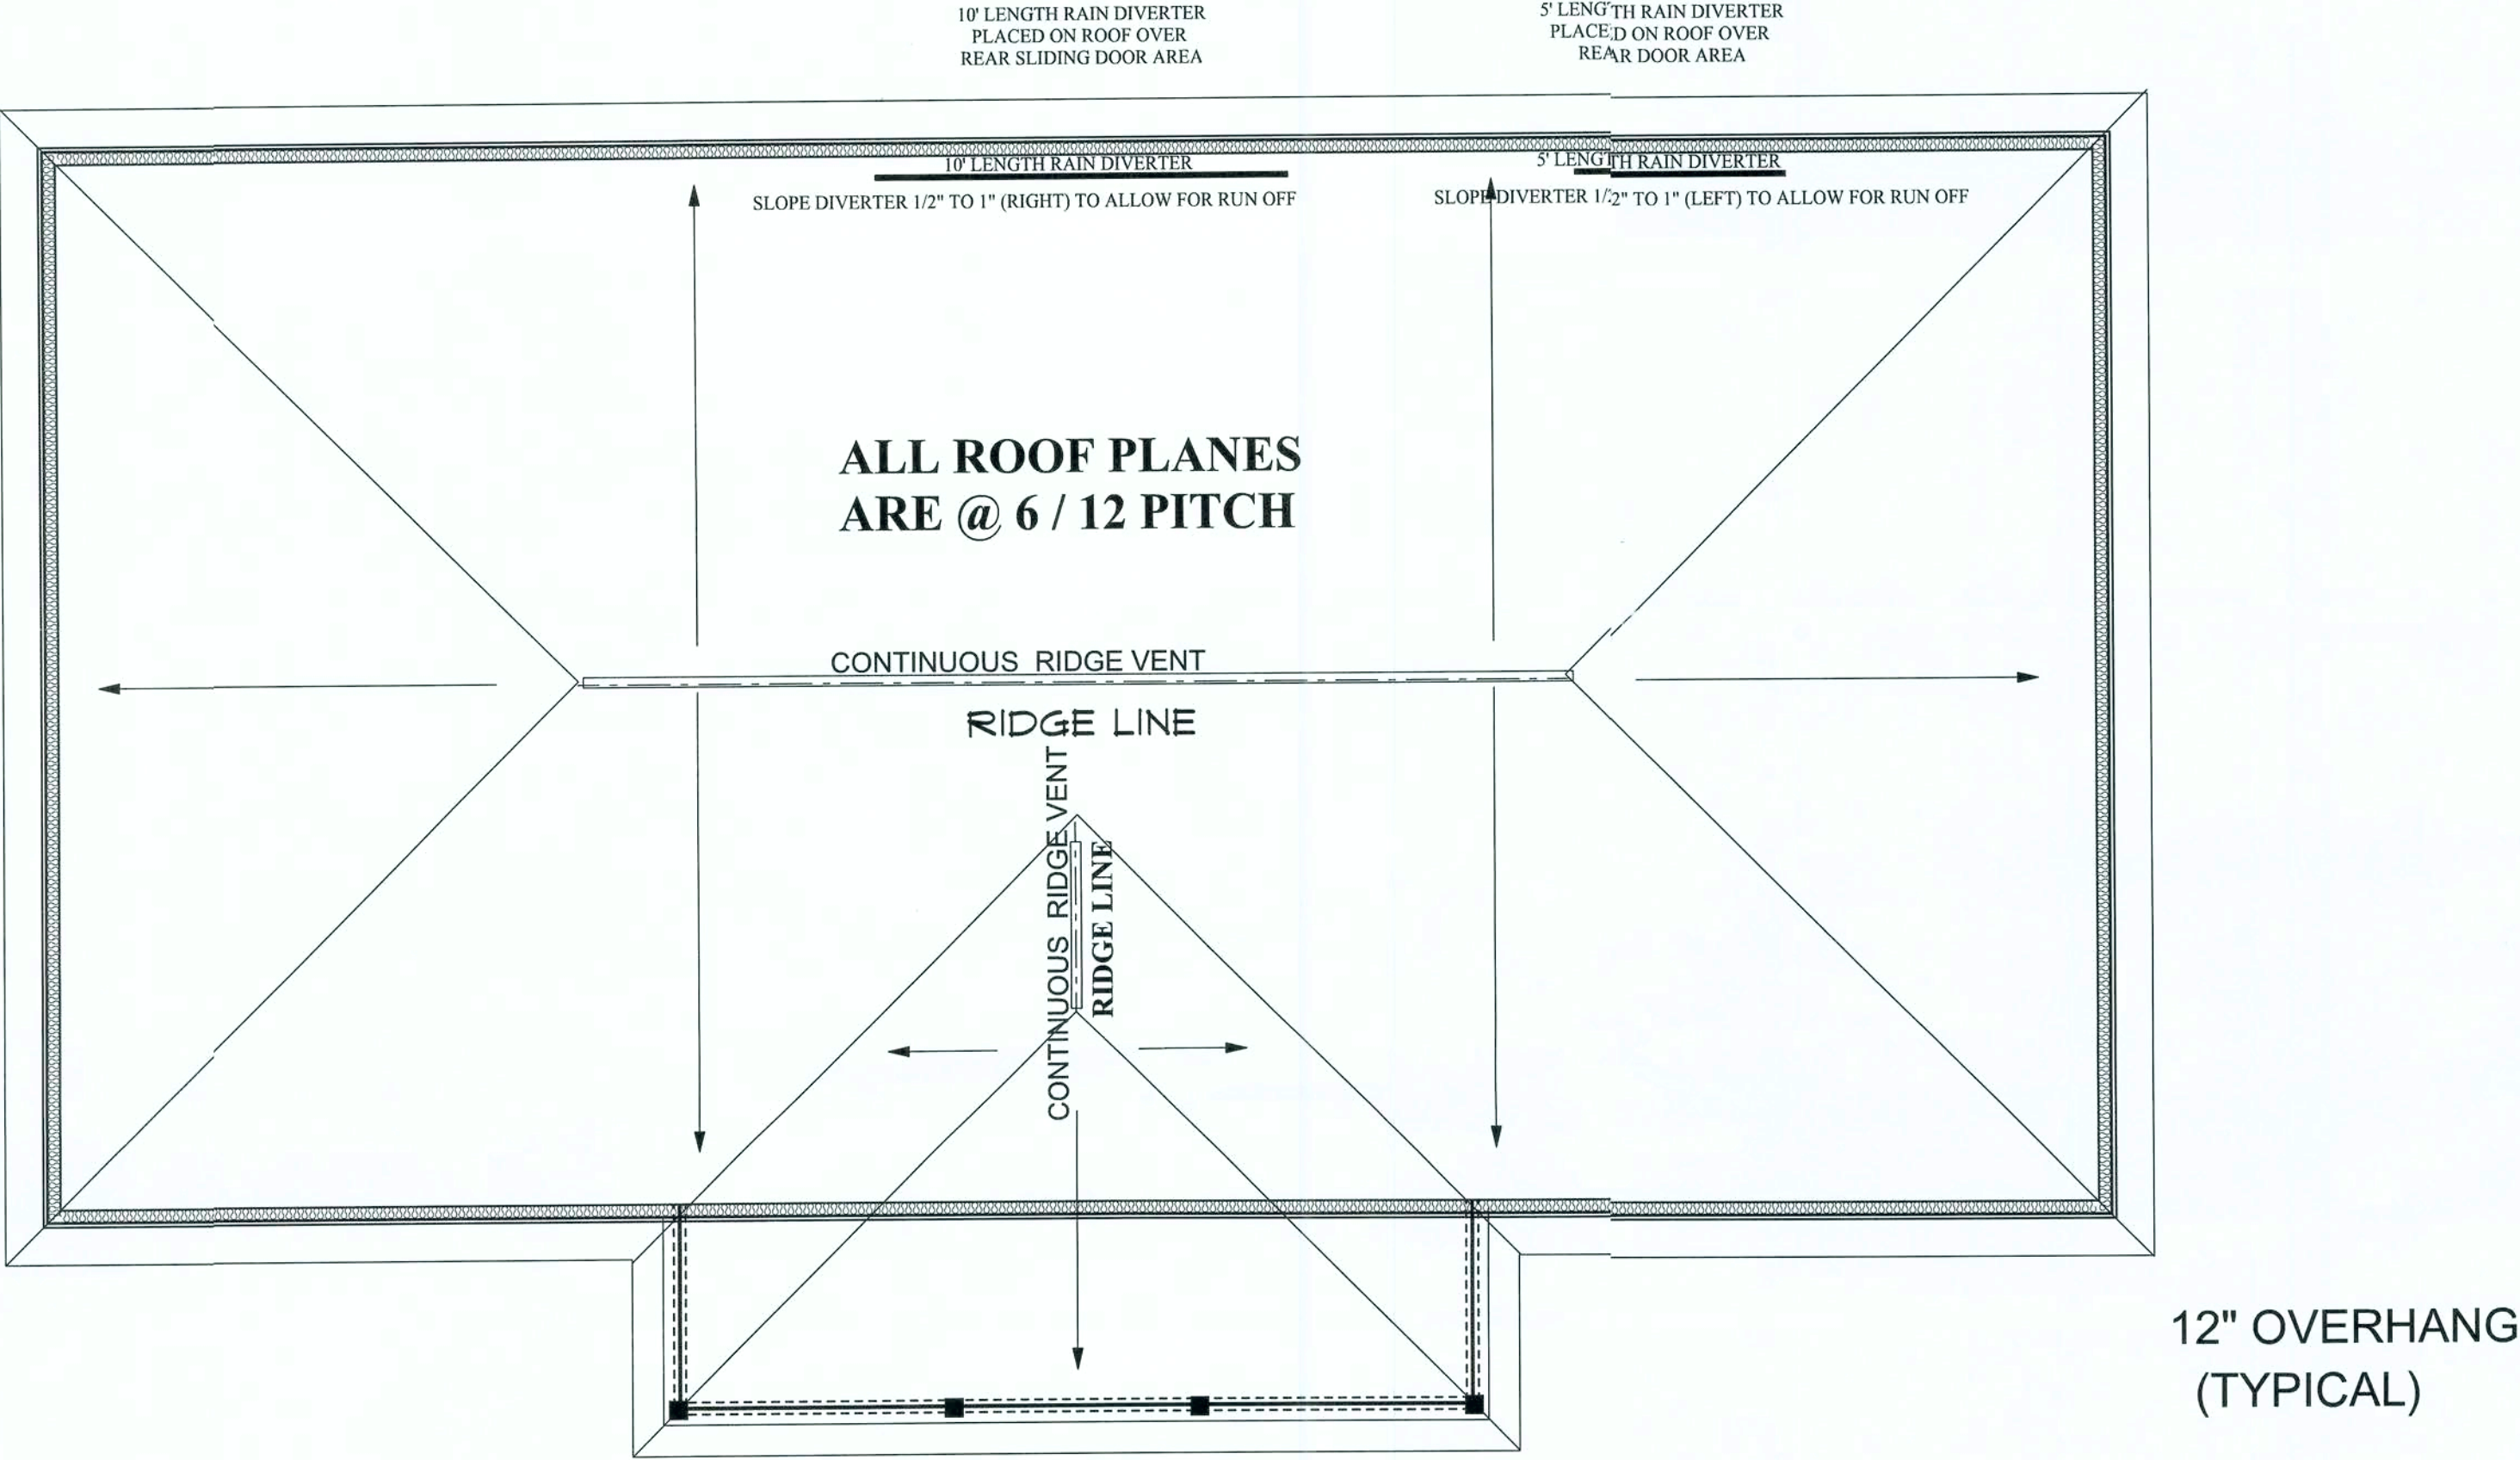 10' LENGTH RAIN DIVERTER
PLACED ON ROOF OVER
REAR SLIDING DOOR AREA
5' LENGTH RAIN DIVERTER
PLACED ON ROOF OVER
REAR DOOR AREA
10' LENGTH RAIN DIVERTER
SLOPE DIVERTER 1/2" TO 1" (RIGHT) TO ALLOW FOR RUN OFF
5' LENGTH RAIN DIVERTER
SLOPE DIVERTER 1/2" TO 1" (LEFT) TO ALLOW FOR RUN OFF
ALL ROOF PLANES
ARE @ 6 / 12 PITCH
CONTINUOUS RIDGE VENT
RIDGE LINE
CONTINUOUS RIDGE VENT
RIDGE LINE
12" OVERHANG
(TYPICAL)